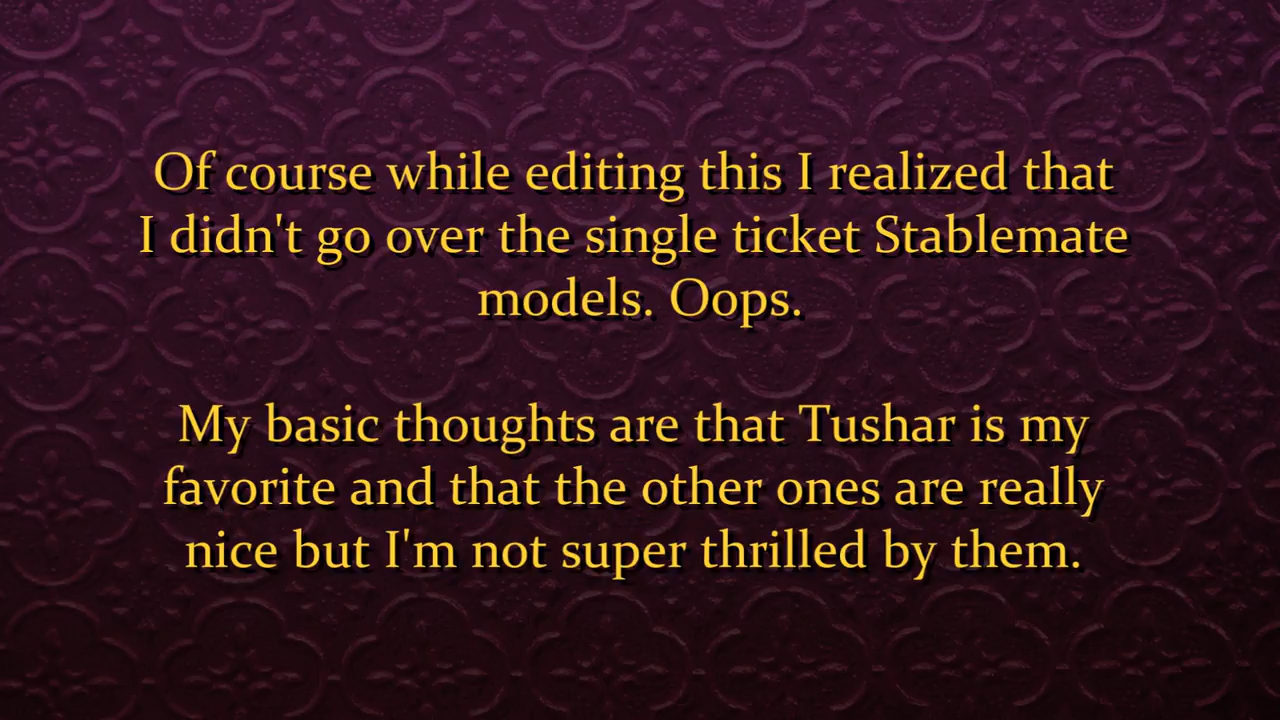 Of course while editing this I realized that
I didn't go over the single ticket Stablemate
models. Oops.
My basic thoughts are that Tushar is my
favorite and that the other ones are really
nice but I'm not super thrilled by them.